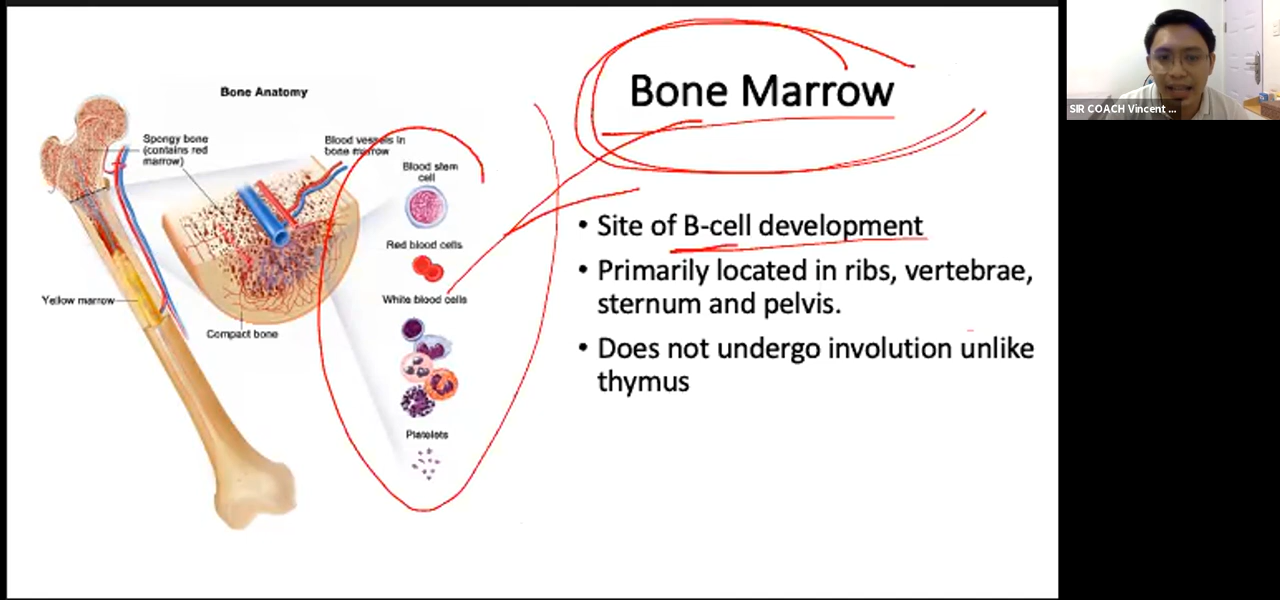 Bone Anatomy
Spongy bone
(contains red
marrow)
Blood vessels in
bone marrow
Blood stem
cell
Red blood cells
White blood cells
Yellow marrow
Compact bone
Platelets
Bone Marrow
• Site of B-cell development
• Primarily located in ribs, vertebrae,
sternum and pelvis.
• Does not undergo involution unlike
thymus
SIR COACH Vincent ...